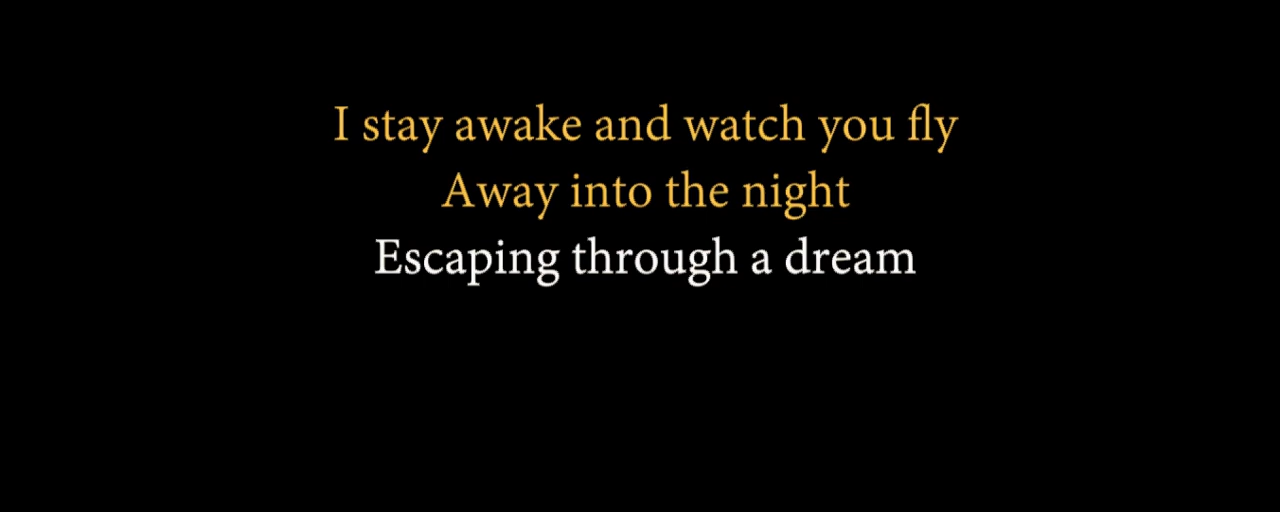 I stay awake and watch you fly
Away into the night
Escaping through a dream